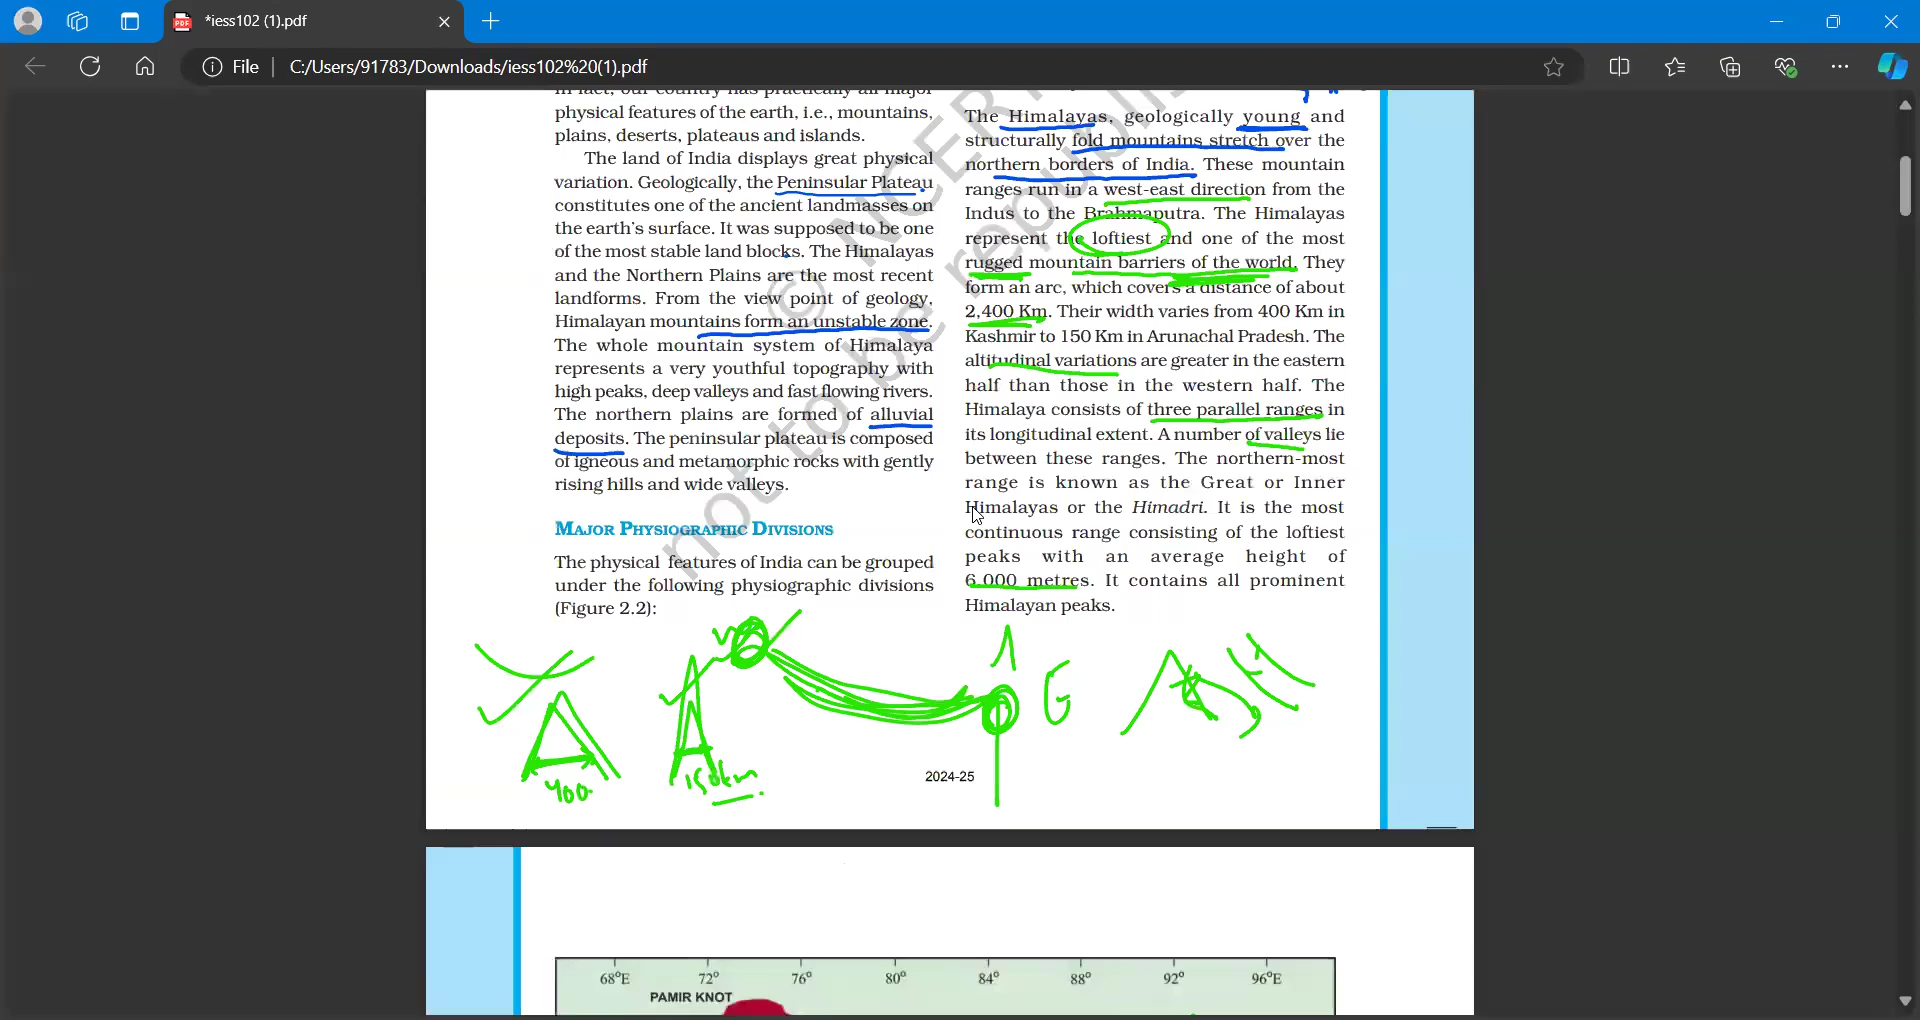 *iess102 (1).pdf
File
C:/Users/91783/Downloads/iess102%20(1).pdf
in fact, our country has practically all major
physical features of the earth, i.e., mountains,
plains, deserts, plateaus and islands.
The land of India displays great physical
variation. Geologically, the Peninsular Plateau
constitutes one of the ancient landmasses on
the earth's surface. It was supposed to be one
of the most stable land blocks. The Himalayas
and the Northern Plains are the most recent
landforms. From the view point of geology,
Himalayan mountains form an unstable zone.
The whole mountain system of Himalaya
represents a very youthful topography with
high peaks, deep valleys and fast flowing rivers.
The northern plains are formed of alluvial
deposits. The peninsular plateau is composed
of igneous and metamorphic rocks with gently
rising hills and wide valleys.
MAJOR PHYSIOGRAPHIC DIVISIONS
The physical features of India can be grouped
under the following physiographic divisions
(Figure 2.2):
The Himalayas, geologically young and
structurally fold mountains stretch over the
northern borders of India. These mountain
ranges run in a west-east direction from the
Indus to the Brahmaputra. The Himalayas
represent the loftiest and one of the most
rugged mountain barriers of the world. They
form an arc, which covers a distance of about
2,400 Km. Their width varies from 400 Km in
Kashmir to 150 Km in Arunachal Pradesh. The
altitudinal variations are greater in the eastern
half than those in the western half. The
Himalaya consists of three parallel ranges in
its longitudinal extent. A number of valleys lie
between these ranges. The northern-most
range is known as the Great or Inner
Himalayas or the Himadri. It is the most
continuous range consisting of the loftiest
peaks with an average height of
6,000 metres. It contains all prominent
Himalayan peaks.
© NCERT
not to be republis
400
150km
E
2024-25
68°E 72° 76° 80° 84° 88° 92° 96°E
PAMIR KNOT